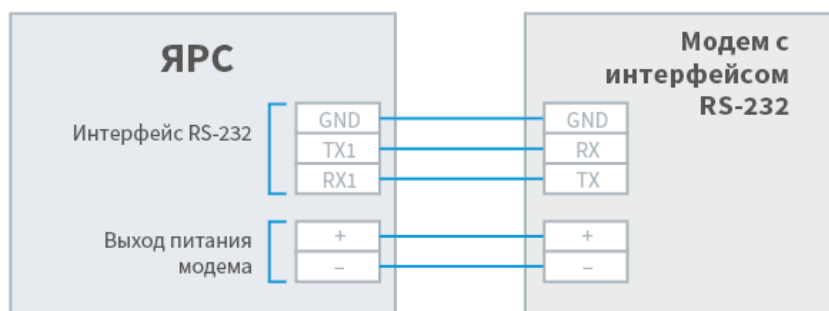 ЯРС
Модем с
интерфейсом
RS-232
Интерфейс RS-232
GND
TX1
RX1
GND
RX
TX
Выход питания
модема
+
–
+
–